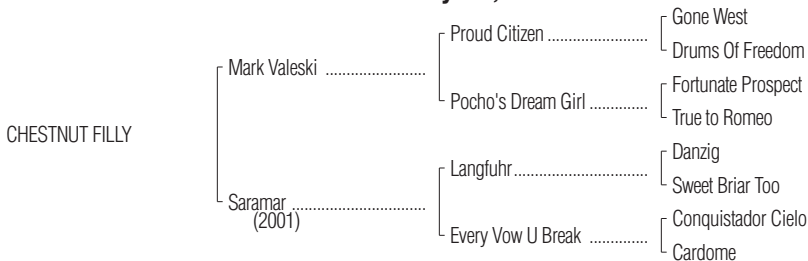 Gone West
Proud Citizen ........................
Drums Of Freedom
Mark Valeski ........................
Fortunate Prospect
Pocho's Dream Girl ..............
True to Romeo
CHESTNUT FILLY
Danzig
Langfuhr................................
Sweet Briar Too
Saramar ................................
(2001)
Conquistador Cielo
Every Vow U Break ..............
Cardome